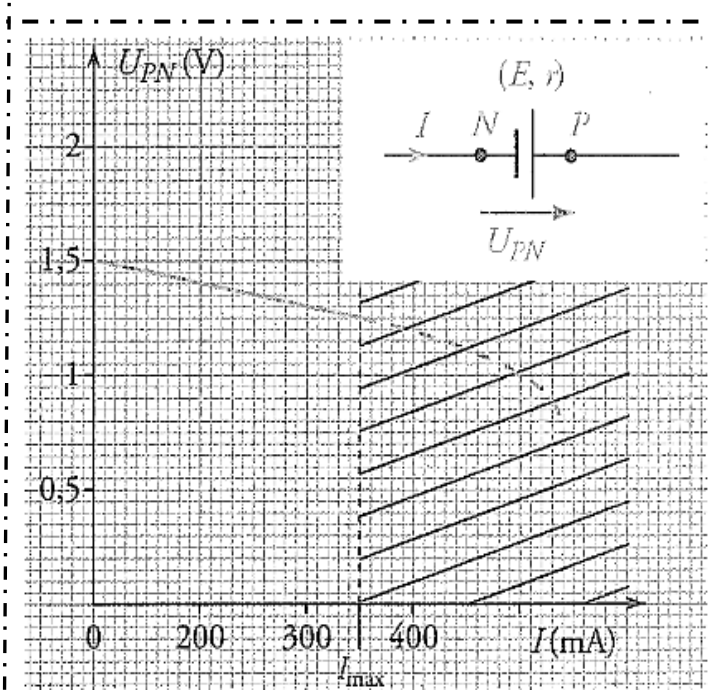 U_PN (V)
(E, r)
I N P
U_PN
2
1,5
1
0,5
0 200 300 400 I (mA)
I_max